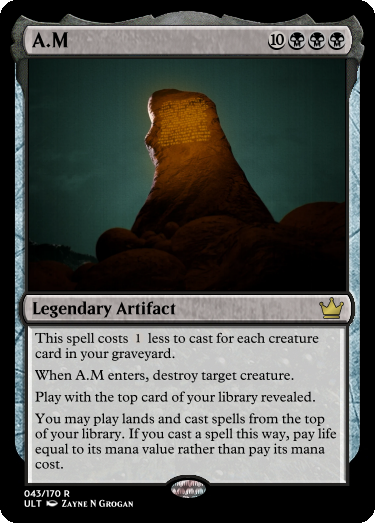 A.M
10
Legendary Artifact
This spell costs 1 less to cast for each creature
card in your graveyard.
When A.M enters, destroy target creature.
Play with the top card of your library revealed.
You may play lands and cast spells from the top
of your library. If you cast a spell this way, pay life
equal to its mana value rather than pay its mana
cost.
043/170 R
ULT Zayne N Grogan